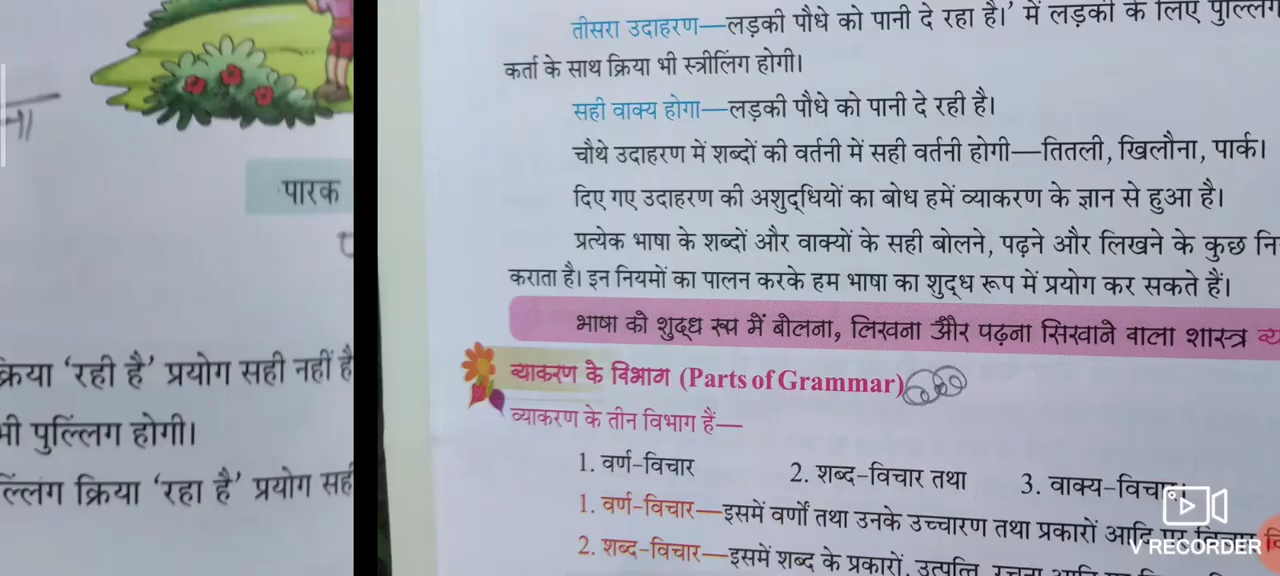 पारक
क्रिया 'रही है' प्रयोग सही नहीं है
भी पुल्लिंग होगी।
क्रिया 'रहा है' प्रयोग सही
तीसरा उदाहरण—लड़की पौधे को पानी दे रहा है।' में लड़की के लिए पुल्लिंग
कर्ता के साथ क्रिया भी स्त्रीलिंग होगी।
सही वाक्य होगा—लड़की पौधे को पानी दे रही है।
चौथे उदाहरण में शब्दों की वर्तनी में सही वर्तनी होगी—तितली, खिलौना, पार्क।
दिए गए उदाहरण की अशुद्धियों का बोध हमें व्याकरण के ज्ञान से हुआ है।
प्रत्येक भाषा के शब्दों और वाक्यों के सही बोलने, पढ़ने और लिखने के कुछ नि
कराता है। इन नियमों का पालन करके हम भाषा का शुद्ध रूप में प्रयोग कर सकते हैं।
भाषा को शुद्ध रूप में बोलना, लिखना और पढ़ना सिखाने वाला शास्त्र व्य
व्याकरण के विभाग (Parts of Grammar)
व्याकरण के तीन विभाग हैं—
1. वर्ण-विचार 2. शब्द-विचार तथा 3. वाक्य-विचार।
1. वर्ण-विचार—इसमें वर्णों तथा उनके उच्चारण तथा प्रकारों आदि
2. शब्द-विचार—इसमें शब्द के प्रकारों, उत्पत्ति, रचना आदि
V RECORDER